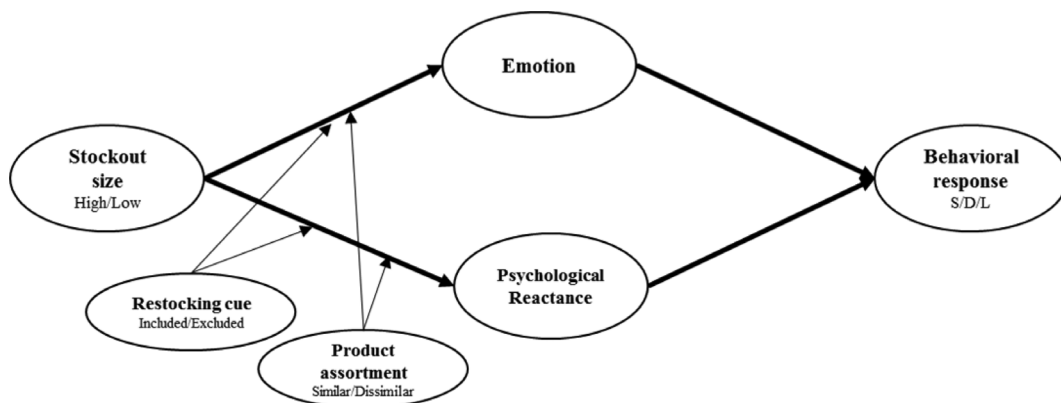 Emotion
Stockout
size
High/Low
Behavioral
response
S/D/L
Psychological
Reactance
Restocking cue
Included/Excluded
Product
assortment
Similar/Dissimilar